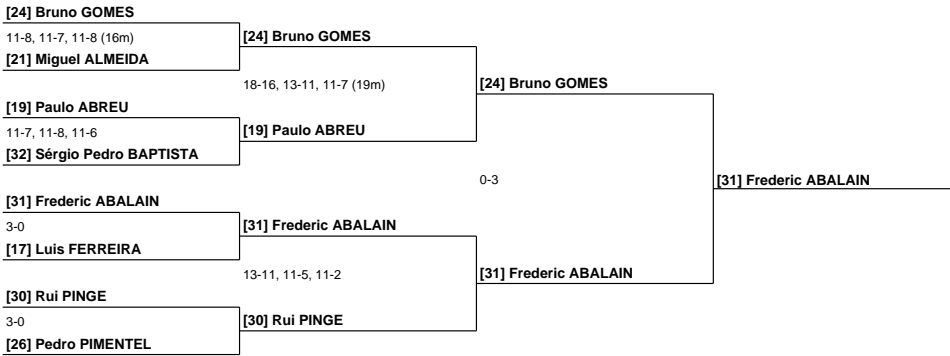 [24] Bruno GOMES
11-8, 11-7, 11-8 (16m)
[21] Miguel ALMEIDA
[19] Paulo ABREU
11-7, 11-8, 11-6
[32] Sérgio Pedro BAPTISTA
[31] Frederic ABALAIN
3-0
[17] Luis FERREIRA
[30] Rui PINGE
3-0
[26] Pedro PIMENTEL
[24] Bruno GOMES
18-16, 13-11, 11-7 (19m)
[19] Paulo ABREU
[31] Frederic ABALAIN
13-11, 11-5, 11-2
[30] Rui PINGE
[24] Bruno GOMES
0-3
[31] Frederic ABALAIN
[31] Frederic ABALAIN